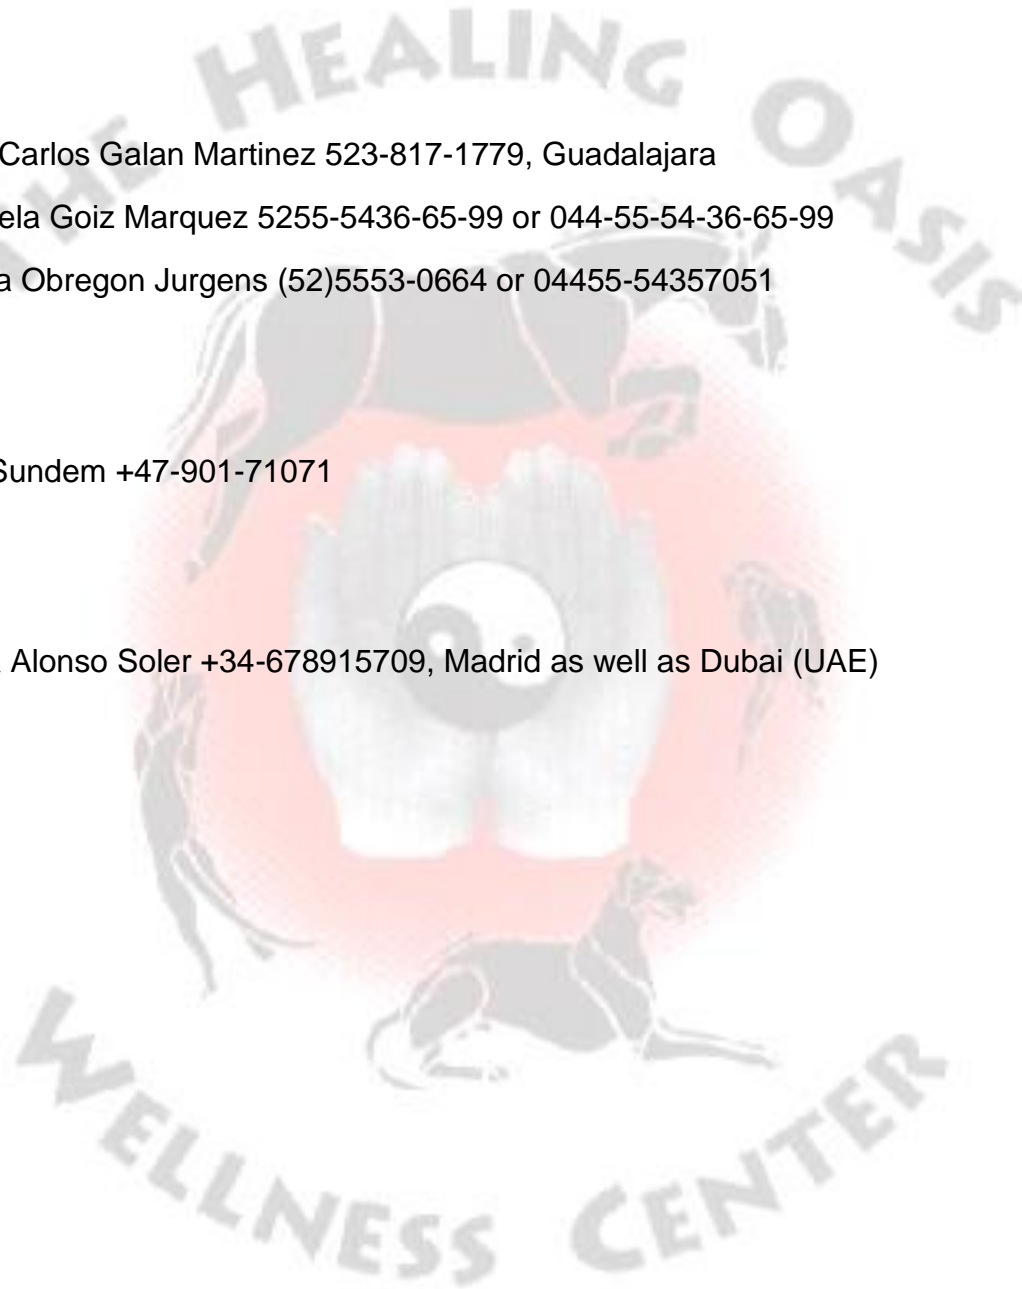 THE HEALING OASIS
Carlos Galan Martinez 523-817-1779, Guadalajara
ela Goiz Marquez 5255-5436-65-99 or 044-55-54-36-65-99
a Obregon Jurgens (52)5553-0664 or 04455-54357051
Sundem +47-901-71071
Alonso Soler +34-678915709, Madrid as well as Dubai (UAE)
WELLNESS CENTER